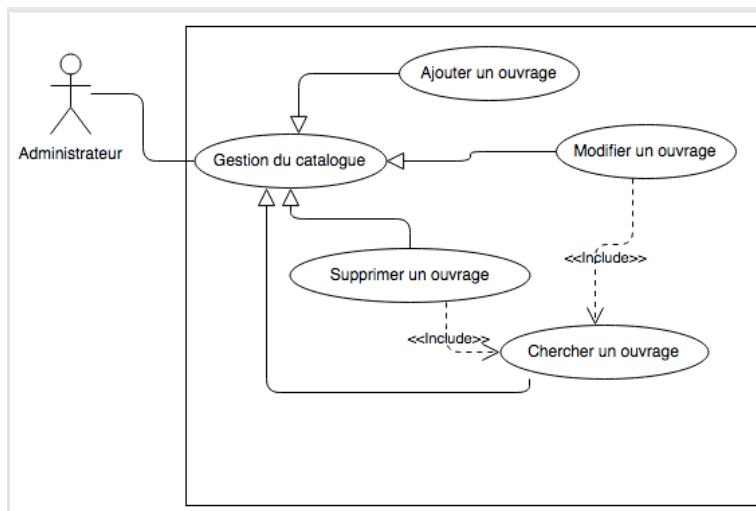 Ajouter un ouvrage
Administrateur
Gestion du catalogue
Modifier un ouvrage
<<Include>>
Supprimer un ouvrage
<<Include>>
Chercher un ouvrage